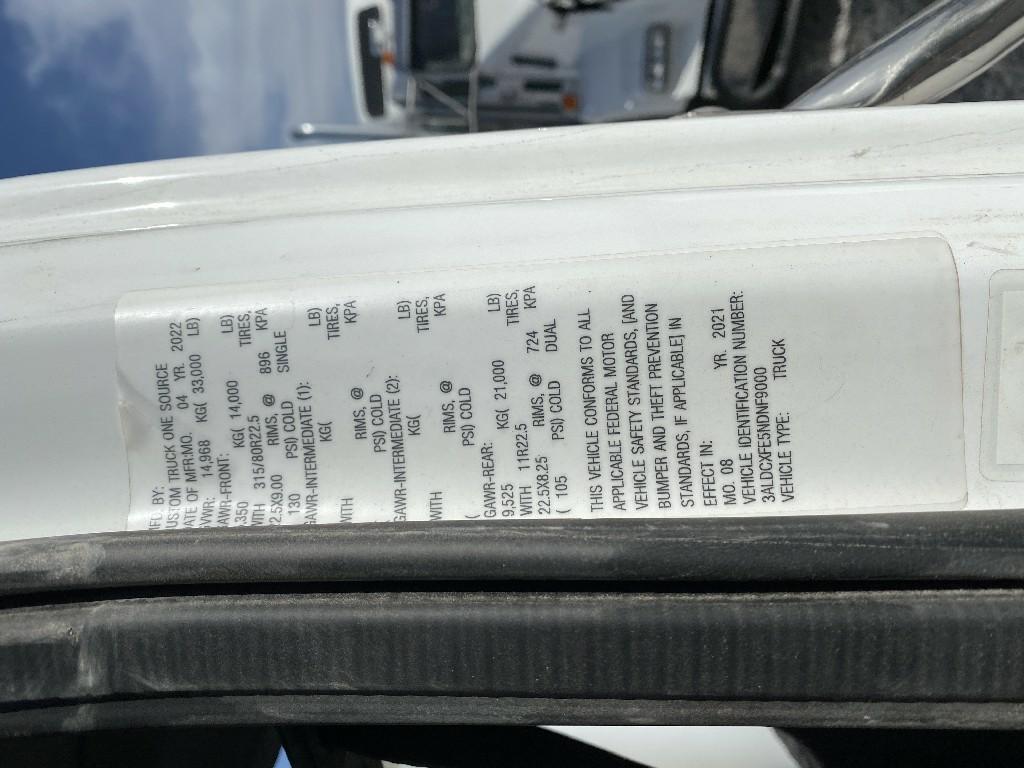 MFD. BY:
CUSTOM TRUCK ONE SOURCE
DATE OF MFR:MO. 04 YR. 2022
GVWR: 14,968 KG( 33,000 LB)
GAWR-FRONT:
,350 KG( 14,000 LB)
WITH 315/80R22.5 TIRES,
22.5X9.00 RIMS, @ 896 KPA
130 PSI) COLD SINGLE
GAWR-INTERMEDIATE (1):
KG( LB)
WITH TIRES,
RIMS, @ KPA
PSI) COLD
GAWR-INTERMEDIATE (2):
KG( LB)
WITH TIRES,
RIMS, @ KPA
( PSI) COLD
GAWR-REAR:
9,525 KG( 21,000 LB)
WITH 11R22.5 TIRES,
22.5X8.25 RIMS, @ 724 KPA
( 105 PSI) COLD DUAL
THIS VEHICLE CONFORMS TO ALL
APPLICABLE FEDERAL MOTOR
VEHICLE SAFETY STANDARDS, [AND
BUMPER AND THEFT PREVENTION
STANDARDS, IF APPLICABLE] IN
EFFECT IN:
MO. 08 YR. 2021
VEHICLE IDENTIFICATION NUMBER:
3ALDCXFE5NDNF9000
VEHICLE TYPE: TRUCK